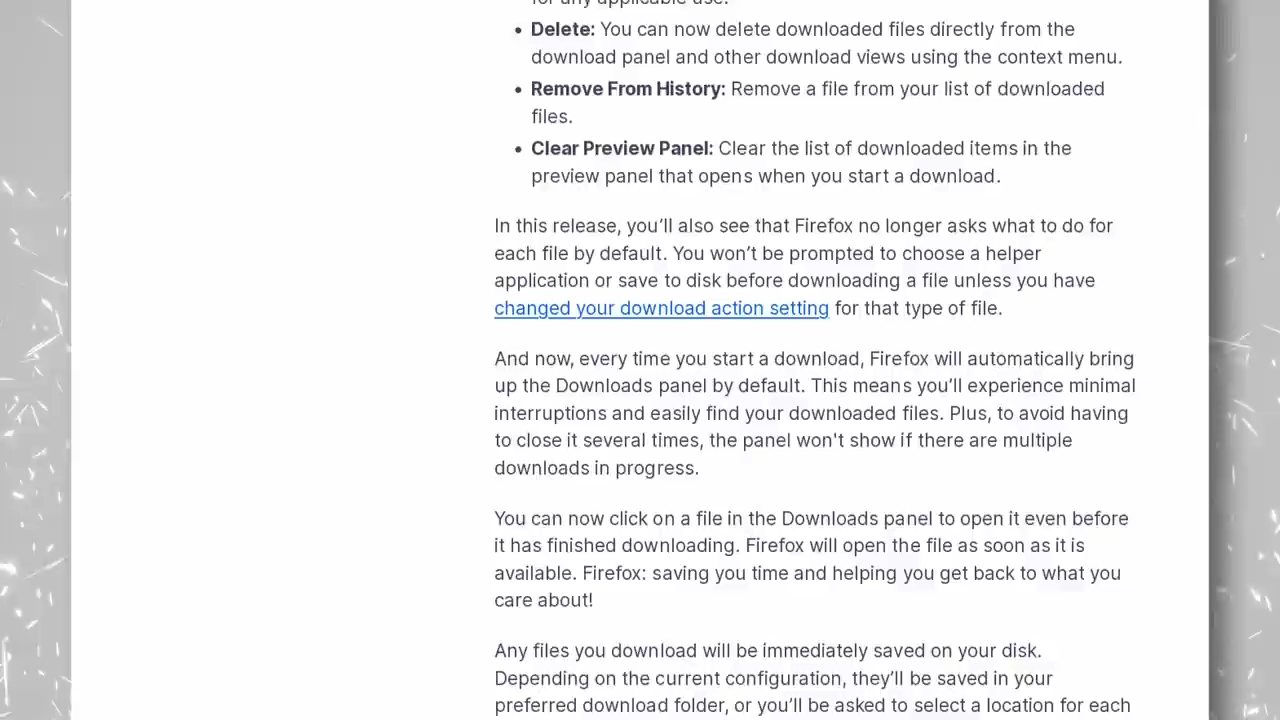 for any applicable use.
• Delete: You can now delete downloaded files directly from the
download panel and other download views using the context menu.
• Remove From History: Remove a file from your list of downloaded
files.
• Clear Preview Panel: Clear the list of downloaded items in the
preview panel that opens when you start a download.
In this release, you’ll also see that Firefox no longer asks what to do for
each file by default. You won’t be prompted to choose a helper
application or save to disk before downloading a file unless you have
changed your download action setting for that type of file.
And now, every time you start a download, Firefox will automatically bring
up the Downloads panel by default. This means you’ll experience minimal
interruptions and easily find your downloaded files. Plus, to avoid having
to close it several times, the panel won't show if there are multiple
downloads in progress.
You can now click on a file in the Downloads panel to open it even before
it has finished downloading. Firefox will open the file as soon as it is
available. Firefox: saving you time and helping you get back to what you
care about!
Any files you download will be immediately saved on your disk.
Depending on the current configuration, they’ll be saved in your
preferred download folder, or you’ll be asked to select a location for each